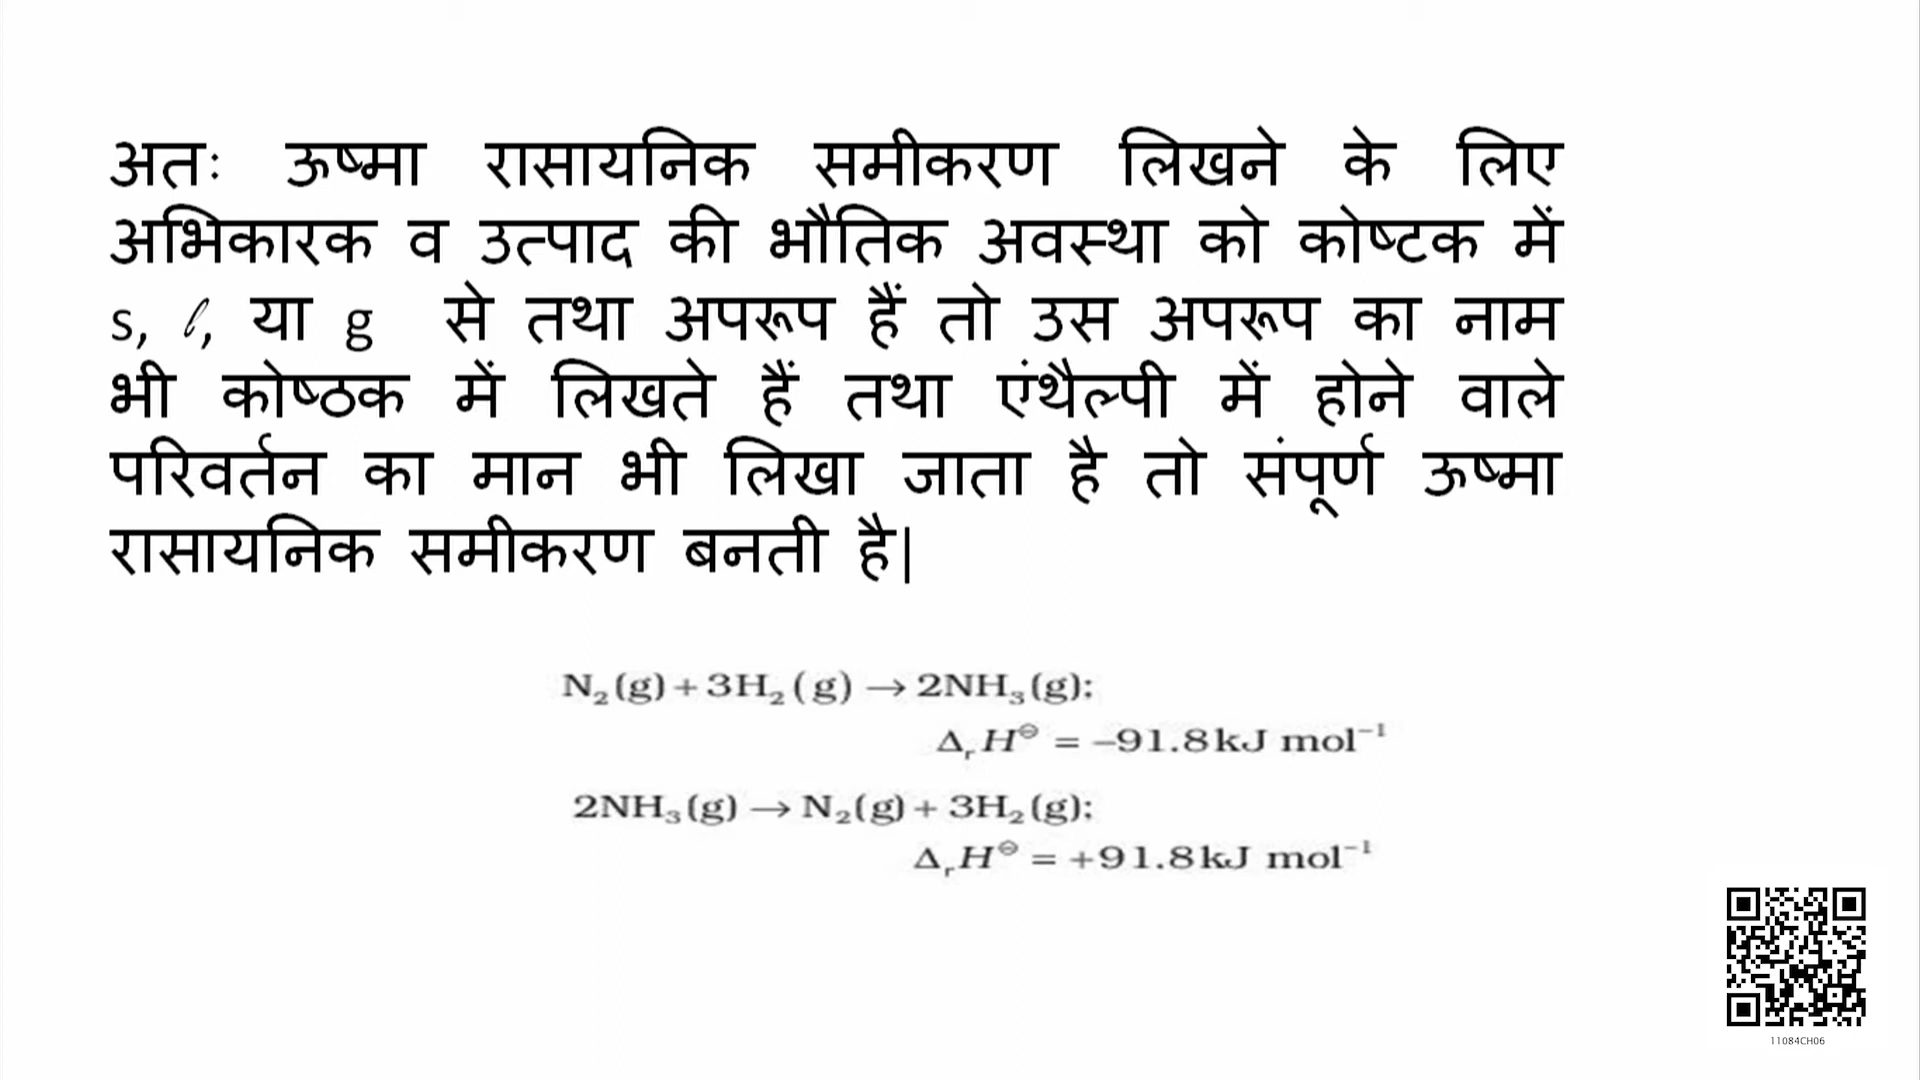 अतः ऊष्मा रासायनिक समीकरण लिखने के लिए
अभिकारक व उत्पाद की भौतिक अवस्था को कोष्टक में
s, ℓ, या g से तथा अपरूप हैं तो उस अपरूप का नाम
भी कोष्ठक में लिखते हैं तथा एंथैल्पी में होने वाले
परिवर्तन का मान भी लिखा जाता है तो संपूर्ण ऊष्मा
रासायनिक समीकरण बनती है|
N₂(g)+3H₂(g)→2NH₃(g);
ΔᵣH⊖ = –91.8kJ mol⁻¹
2NH₃(g)→N₂(g)+3H₂(g);
ΔᵣH⊖ = +91.8kJ mol⁻¹
11084CH06